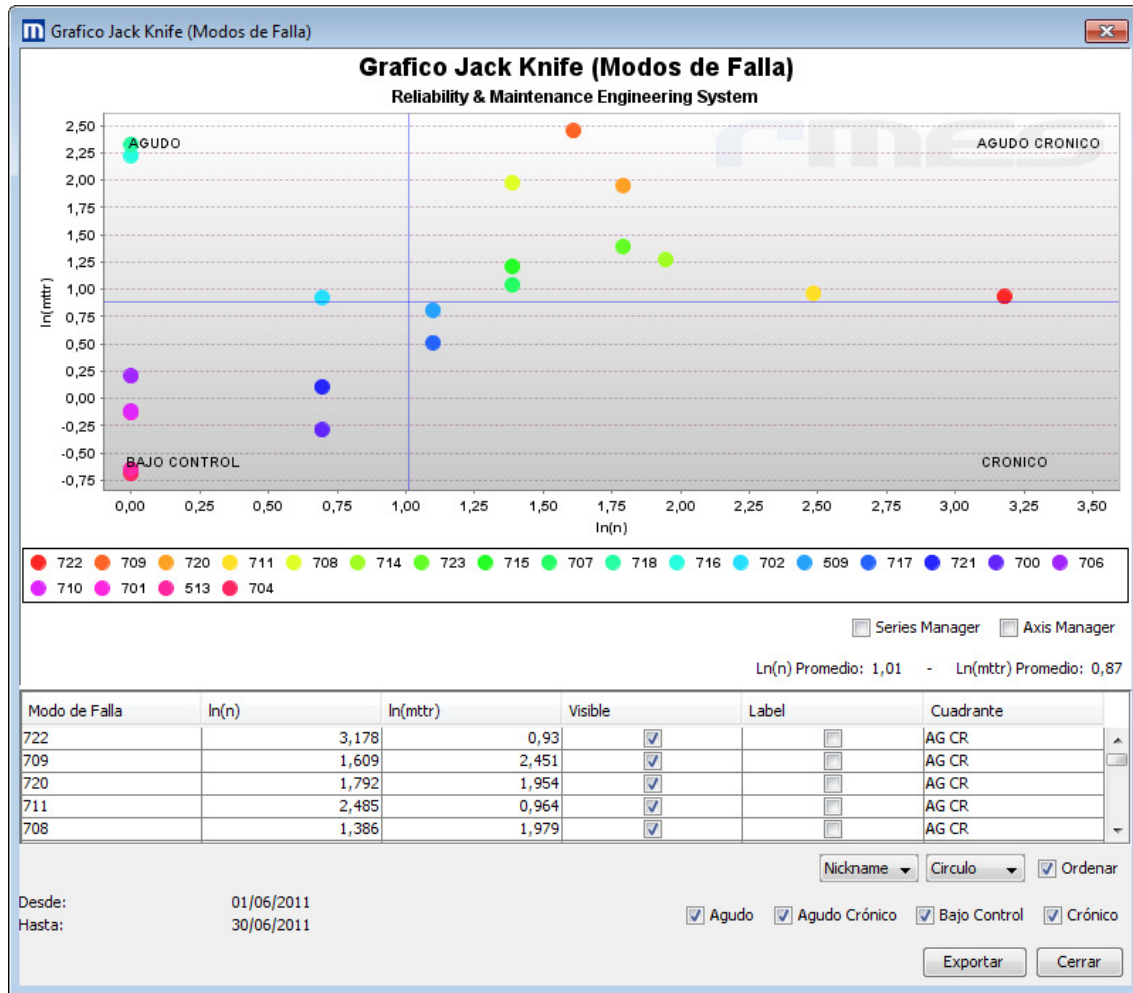 m Grafico Jack Knife (Modos de Falla)
Grafico Jack Knife (Modos de Falla)
Reliability & Maintenance Engineering System
rmes
AGUDO
AGUDO CRONICO
BAJO CONTROL
CRONICO
2,50
2,25
2,00
1,75
1,50
1,25
1,00
0,75
0,50
0,25
0,00
-0,25
-0,50
-0,75
ln(mttr)
0,00 0,25 0,50 0,75 1,00 1,25 1,50 1,75 2,00 2,25 2,50 2,75 3,00 3,25 3,50
ln(n)
722 709 720 711 708 714 723 715 707 718 716 702 509 717 721 700 706
710 701 513 704
Series Manager Axis Manager
Ln(n) Promedio: 1,01 - Ln(mttr) Promedio: 0,87
Modo de Falla ln(n) ln(mttr) Visible Label Cuadrante
722 3,178 0,93 AG CR
709 1,609 2,451 AG CR
720 1,792 1,954 AG CR
711 2,485 0,964 AG CR
708 1,386 1,979 AG CR
Nickname Circulo Ordenar
Desde: 01/06/2011
Hasta: 30/06/2011
Agudo Agudo Crónico Bajo Control Crónico
Exportar Cerrar